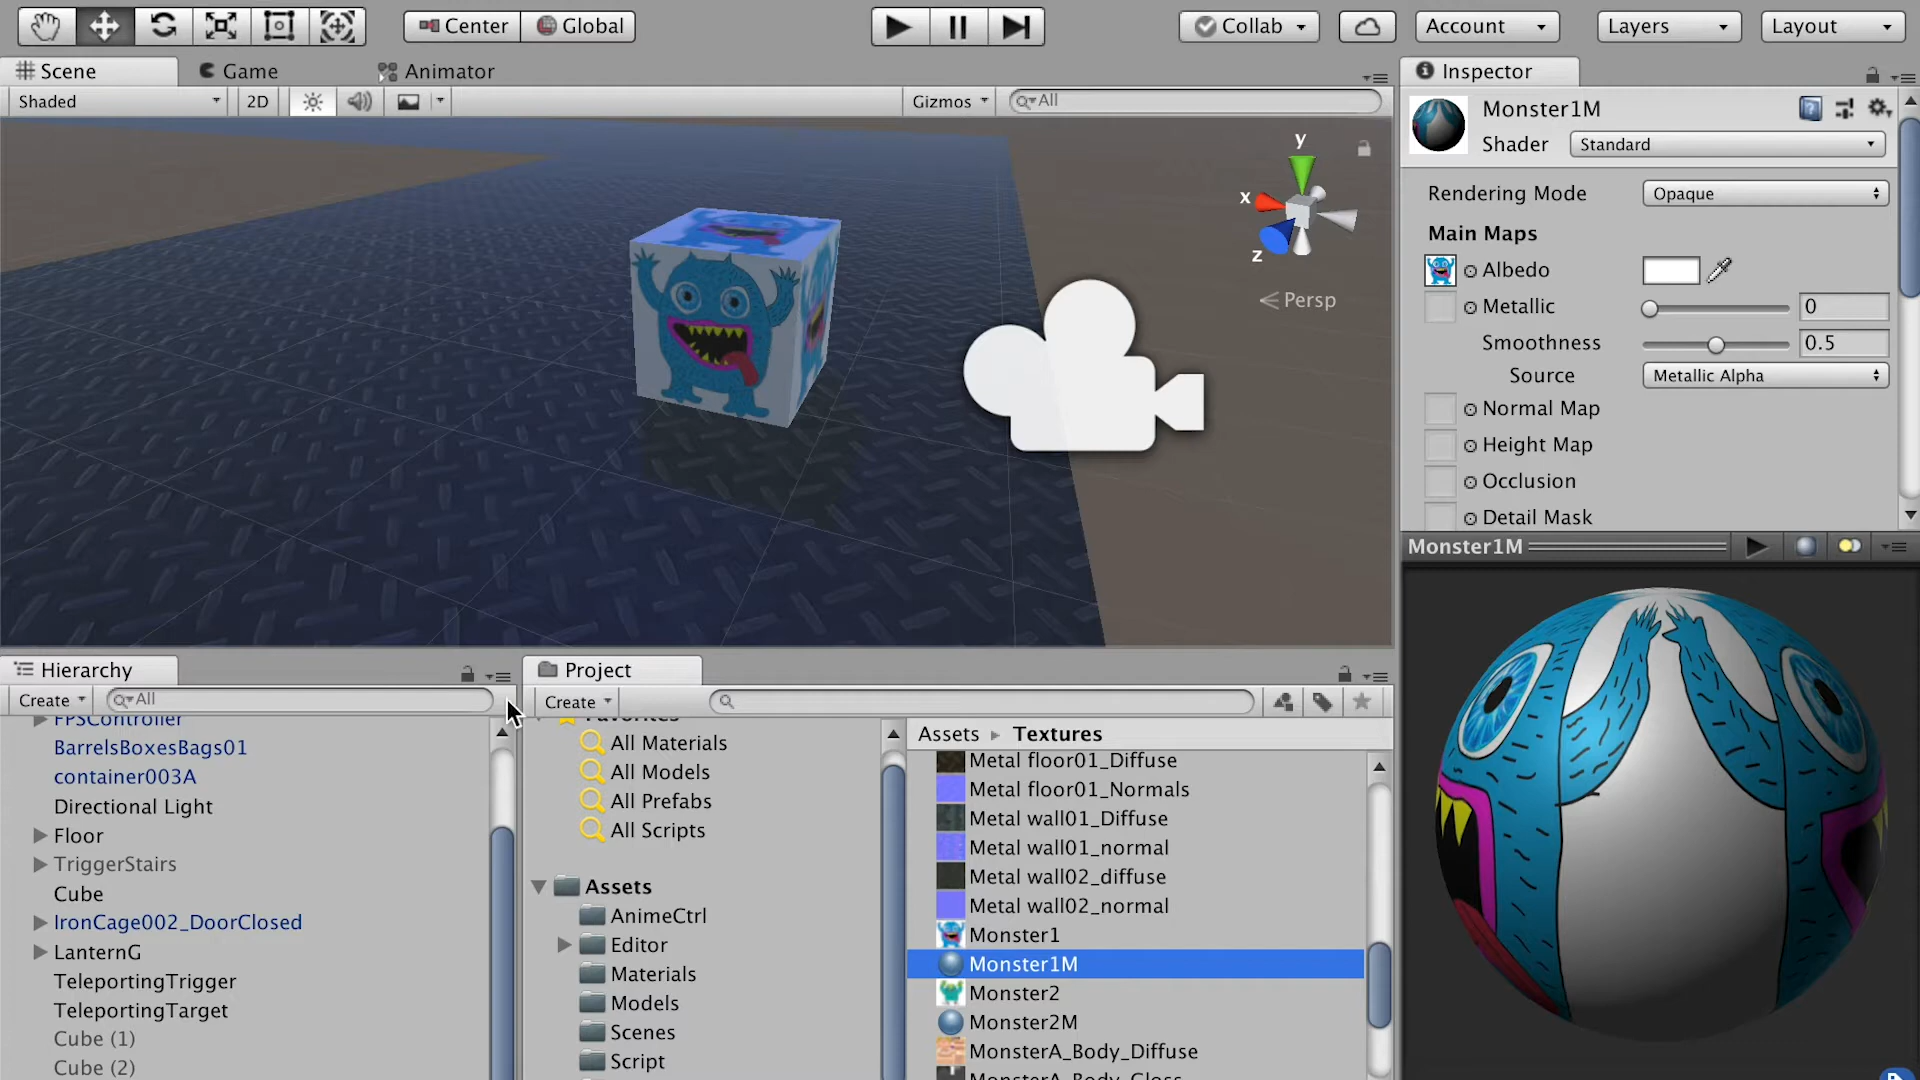 Center Global Collab Account Layers Layout
Scene Game Animator
Shaded 2D Gizmos All
y
x
z
Persp
Inspector
Monster1M
Shader Standard
Rendering Mode Opaque
Main Maps
Albedo
Metallic 0
Smoothness 0.5
Source Metallic Alpha
Normal Map
Height Map
Occlusion
Detail Mask
Monster1M
Hierarchy
Create All
FPSController
BarrelsBoxesBags01
container003A
Directional Light
Floor
TriggerStairs
Cube
IronCage002_DoorClosed
LanternG
TeleportingTrigger
TeleportingTarget
Cube (1)
Cube (2)
Project
Create
Favorites
All Materials
All Models
All Prefabs
All Scripts
Assets
AnimeCtrl
Editor
Materials
Models
Scenes
Script
Assets Textures
Metal floor01_Diffuse
Metal floor01_Normals
Metal wall01_Diffuse
Metal wall01_normal
Metal wall02_diffuse
Metal wall02_normal
Monster1
Monster1M
Monster2
Monster2M
MonsterA_Body_Diffuse
MonsterA_Body_Gloss